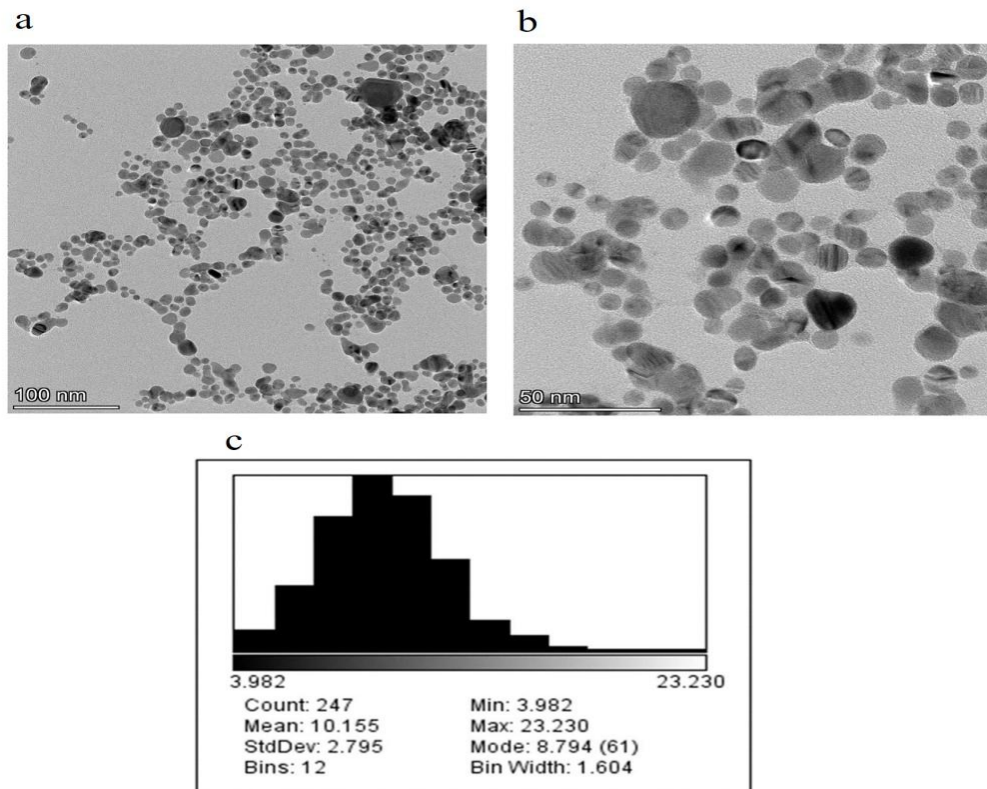 a
b
100 nm
50 nm
c
3.982
23.230
Count: 247
Min: 3.982
Mean: 10.155
Max: 23.230
StdDev: 2.795
Mode: 8.794 (61)
Bins: 12
Bin Width: 1.604